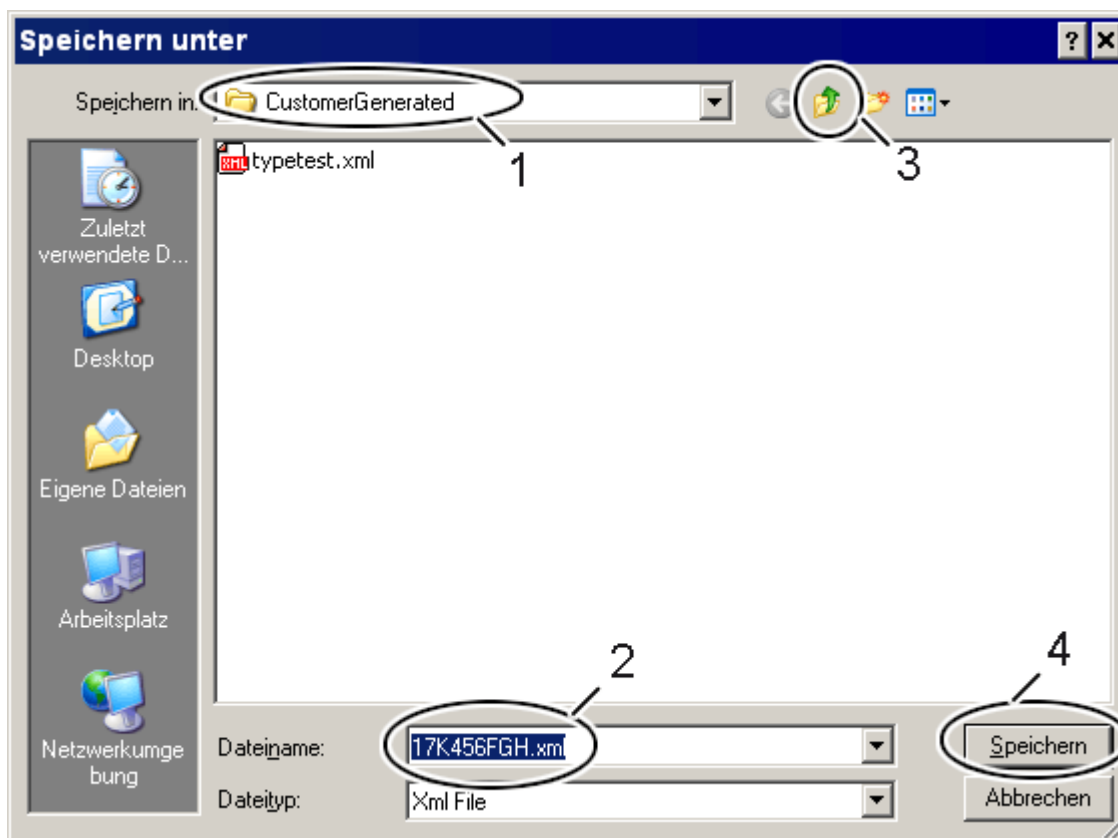 Speichern unter
?
Speichern in:
CustomerGenerated
1
3
XML typetest.xml
Zuletzt
verwendete D...
Desktop
Eigene Dateien
Arbeitsplatz
Netzwerkumge
bung
2
4
Dateiname:
17K456FGH.xml
Speichern
Dateityp:
Xml File
Abbrechen